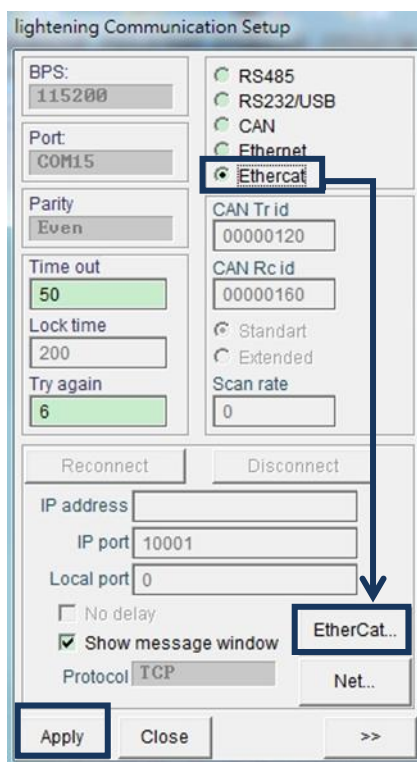 lightening Communication Setup
BPS:
115200
Port:
COM15
Parity
Even
Time out
50
Lock time
200
Try again
6
RS485
RS232/USB
CAN
Ethernet
Ethercat
CAN Tr id
00000120
CAN Rc id
00000160
Standart
Extended
Scan rate
0
Reconnect Disconnect
IP address
IP port 10001
Local port 0
No delay
Show message window
Protocol TCP
EtherCat...
Net...
Apply Close >>